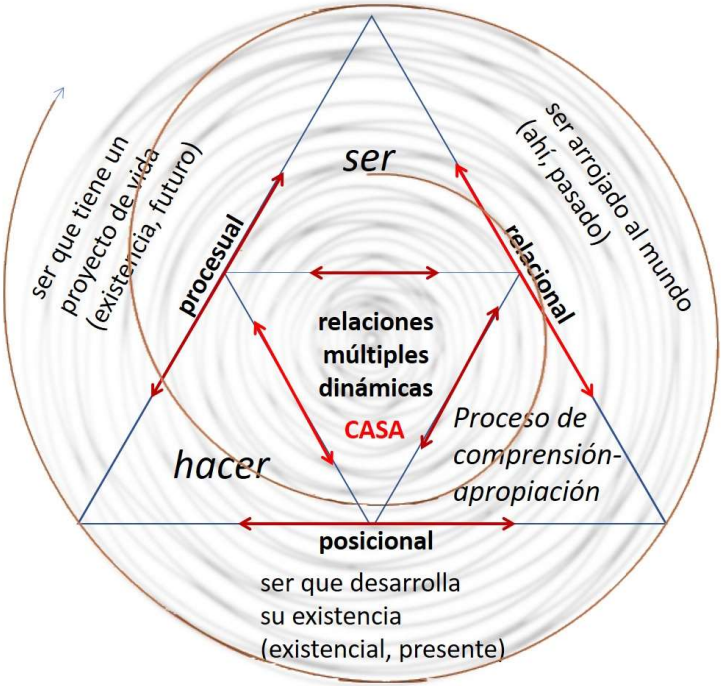 ser
ser que tiene un
proyecto de vida
(existencia, futuro)
procesual
ser arrojado al mundo
(ahí, pasado)
relacional
relaciones
múltiples
dinámicas
CASA
hacer
Proceso de
comprensión-
apropiación
posicional
ser que desarrolla
su existencia
(existencial, presente)